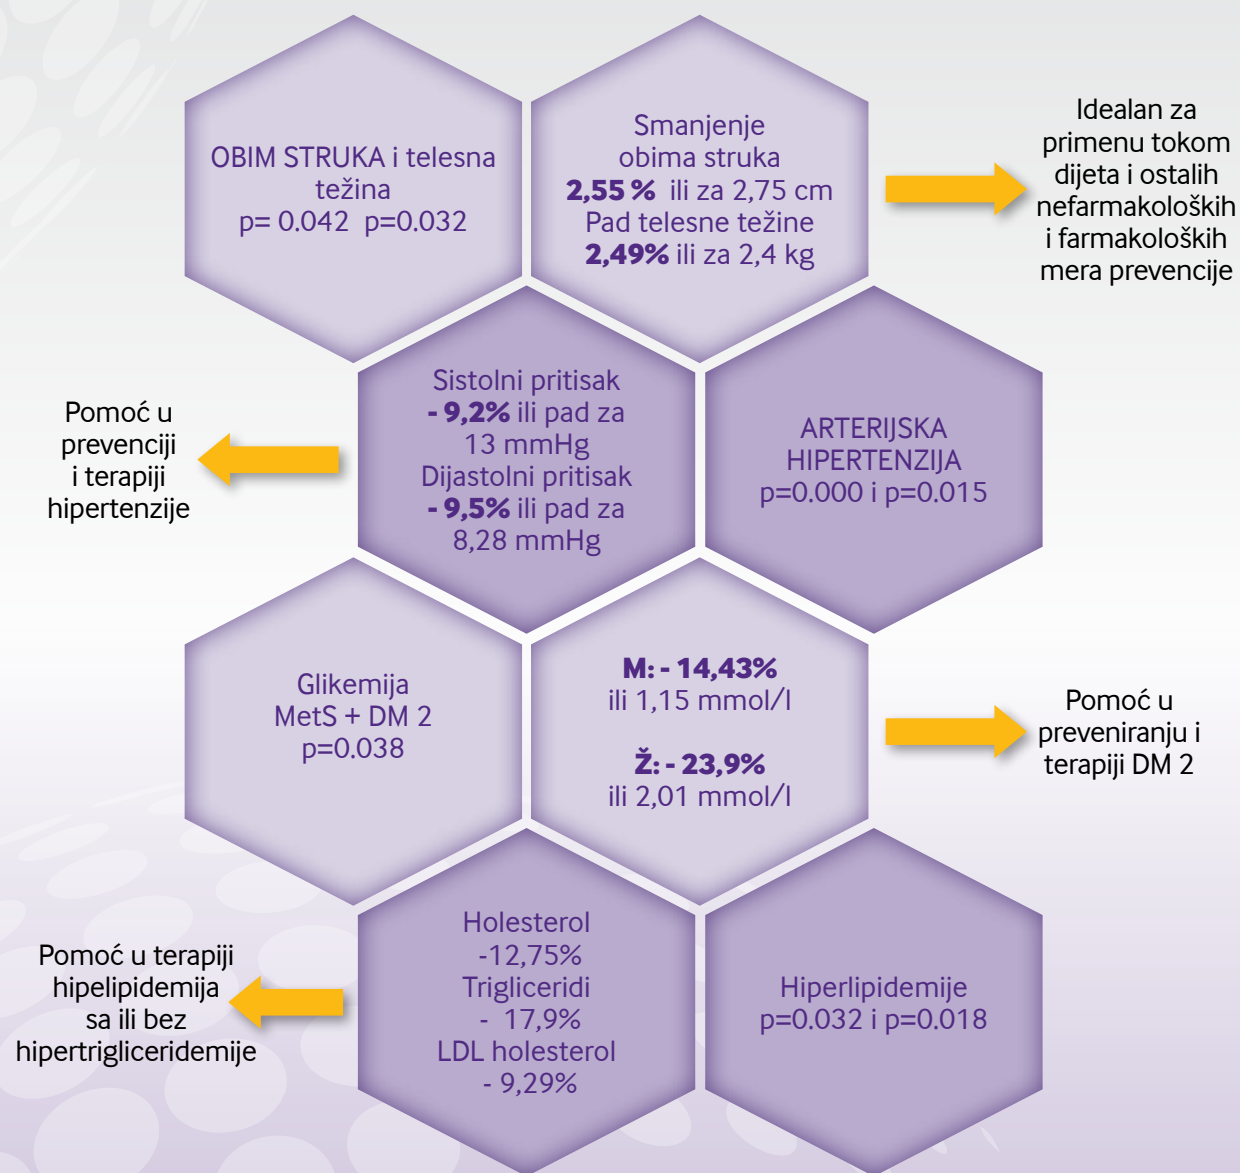 OBIM STRUKA i telesna
težina
p= 0.042 p=0.032
Smanjenje
obima struka
2,55 % ili za 2,75 cm
Pad telesne težine
2,49% ili za 2,4 kg
Idealan za
primenu tokom
dijeta i ostalih
nefarmakoloških
i farmakoloških
mera prevencije
Pomoć u
prevenciji
i terapiji
hipertenzije
Sistolni pritisak
- 9,2% ili pad za
13 mmHg
Dijastolni pritisak
- 9,5% ili pad za
8,28 mmHg
ARTERIJSKA
HIPERTENZIJA
p=0.000 i p=0.015
Glikemija
MetS + DM 2
p=0.038
M: - 14,43%
ili 1,15 mmol/l
Ž: - 23,9%
ili 2,01 mmol/l
Pomoć u
preveniranju i
terapiji DM 2
Pomoć u terapiji
hipelipidemija
sa ili bez
hipertrigliceridemije
Holesterol
-12,75%
Trigliceridi
- 17,9%
LDL holesterol
- 9,29%
Hiperlipidemije
p=0.032 i p=0.018